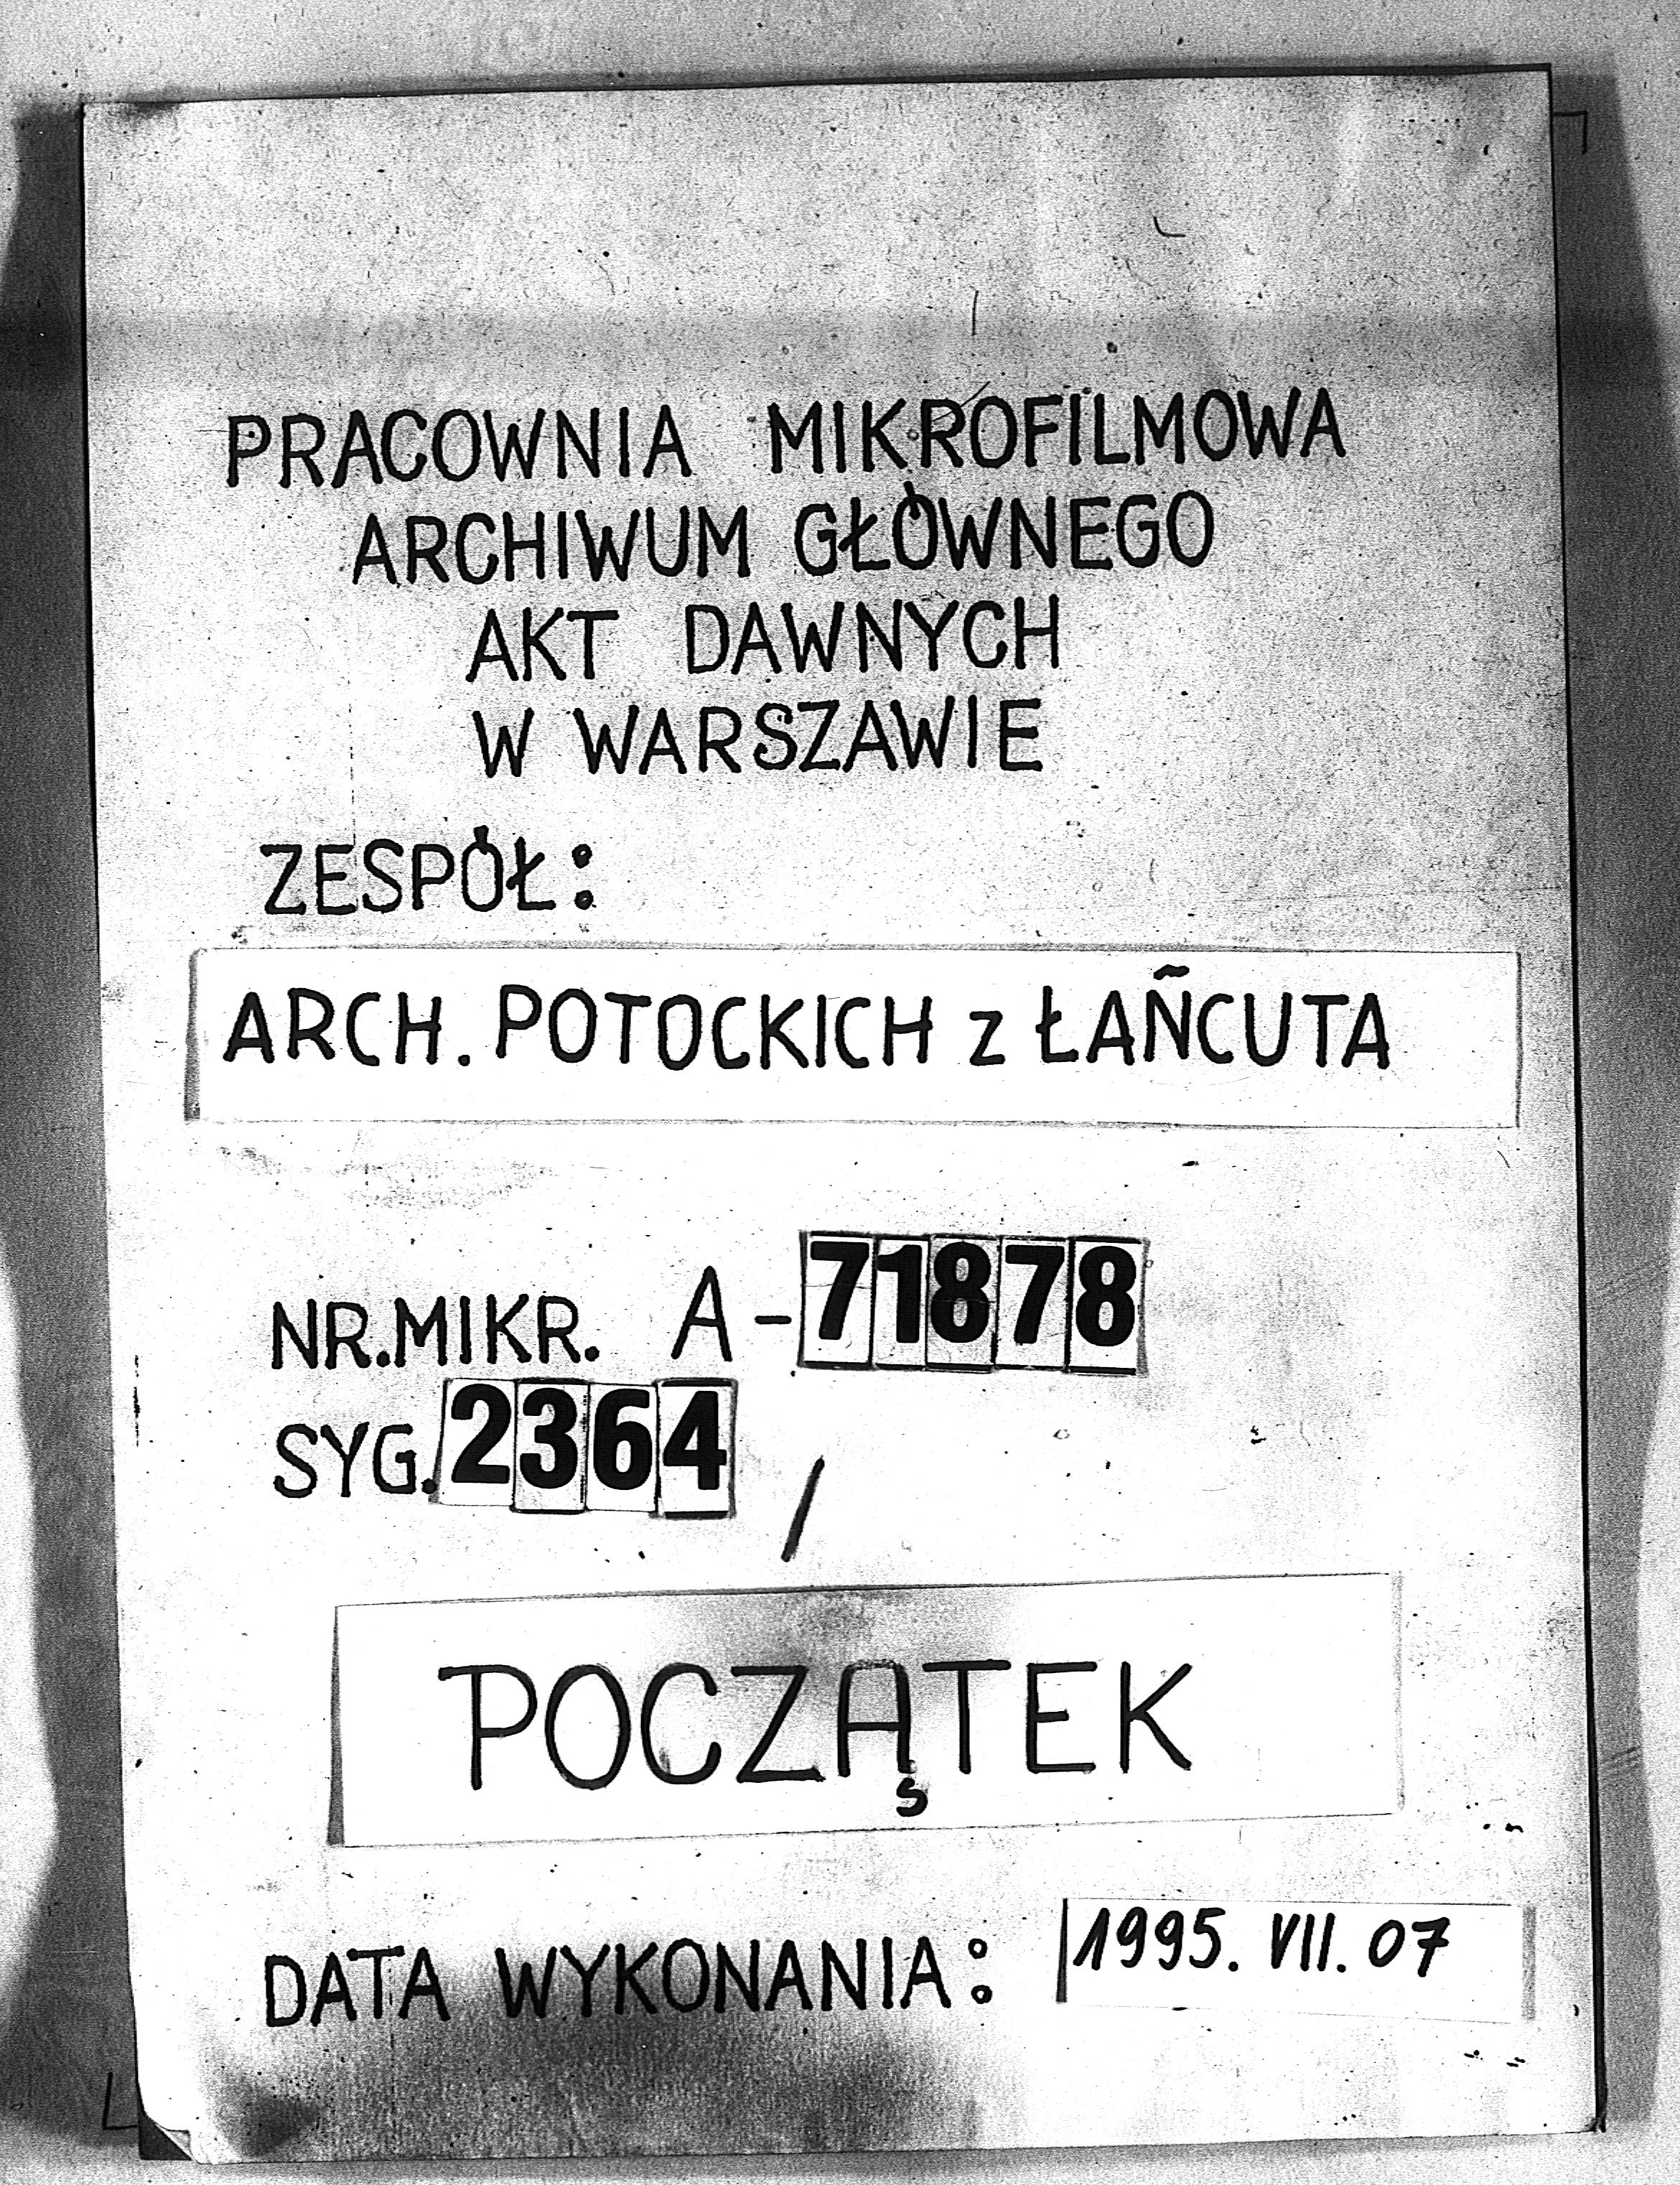 PRACOWNIA MIKROFILMOWA
ARCHIWUM GŁÓWNEGO
AKT DAWNYCH
W WARSZAWIE
ZESPÓŁ:
ARCH. POTOCKICH z ŁAŃCUTA
NR.MIKR. A-71878
SYG. 2364 /
POCZĄTEK
DATA WYKONANIA: 1995. VII. 07